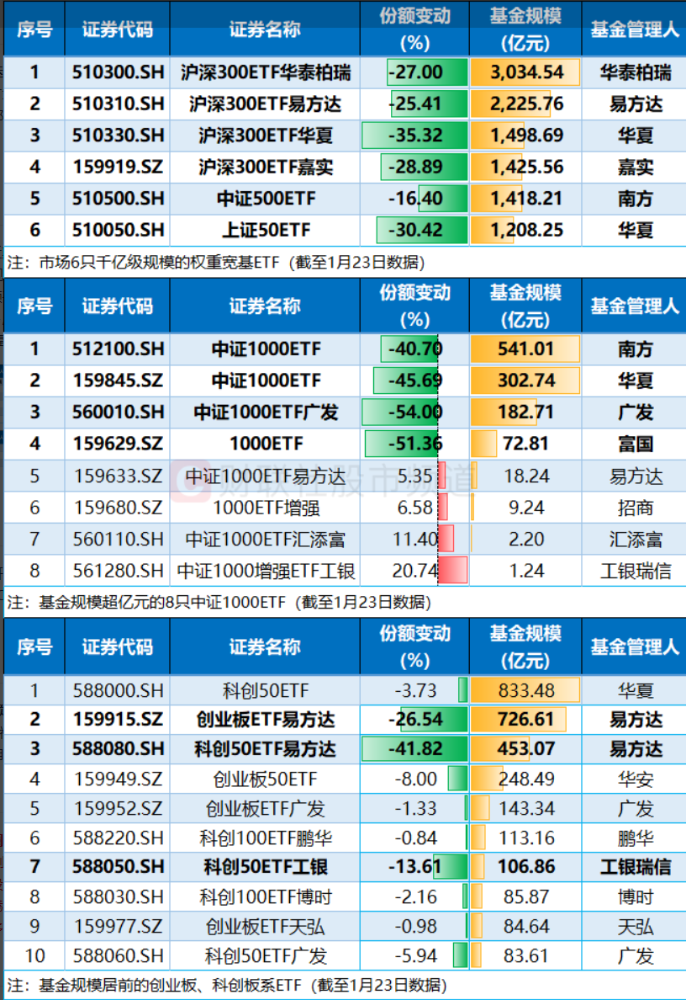 序号 证券代码 证券名称 份额变动(%) 基金规模(亿元) 基金管理人
1 510300.SH 沪深300ETF华泰柏瑞 -27.00 3,034.54 华泰柏瑞
2 510310.SH 沪深300ETF易方达 -25.41 2,225.76 易方达
3 510330.SH 沪深300ETF华夏 -35.32 1,498.69 华夏
4 159919.SZ 沪深300ETF嘉实 -28.89 1,425.56 嘉实
5 510500.SH 中证500ETF -16.40 1,418.21 南方
6 510050.SH 上证50ETF -30.42 1,208.25 华夏
注：市场6只千亿级规模的权重宽基ETF（截至1月23日数据）
序号 证券代码 证券名称 份额变动(%) 基金规模(亿元) 基金管理人
1 512100.SH 中证1000ETF -40.70 541.01 南方
2 159845.SZ 中证1000ETF -45.69 302.74 华夏
3 560010.SH 中证1000ETF广发 -54.00 182.71 广发
4 159629.SZ 1000ETF -51.36 72.81 富国
5 159633.SZ 中证1000ETF易方达 5.35 18.24 易方达
财联社股市频道
6 159680.SZ 1000ETF增强 6.58 9.24 招商
7 560110.SH 中证1000ETF汇添富 11.40 2.20 汇添富
8 561280.SH 中证1000增强ETF工银 20.74 1.24 工银瑞信
注：基金规模超亿元的8只中证1000ETF（截至1月23日数据）
序号 证券代码 证券名称 份额变动(%) 基金规模(亿元) 基金管理人
1 588000.SH 科创50ETF -3.73 833.48 华夏
2 159915.SZ 创业板ETF易方达 -26.54 726.61 易方达
3 588080.SH 科创50ETF易方达 -41.82 453.07 易方达
4 159949.SZ 创业板50ETF -8.00 248.49 华安
5 159952.SZ 创业板ETF广发 -1.33 143.34 广发
6 588220.SH 科创100ETF鹏华 -0.84 113.16 鹏华
7 588050.SH 科创50ETF工银 -13.61 106.86 工银瑞信
8 588030.SH 科创100ETF博时 -2.16 85.87 博时
9 159977.SZ 创业板ETF天弘 -0.98 84.64 天弘
10 588060.SH 科创50ETF广发 -5.94 83.61 广发
注：基金规模居前的创业板、科创板系ETF（截至1月23日数据）